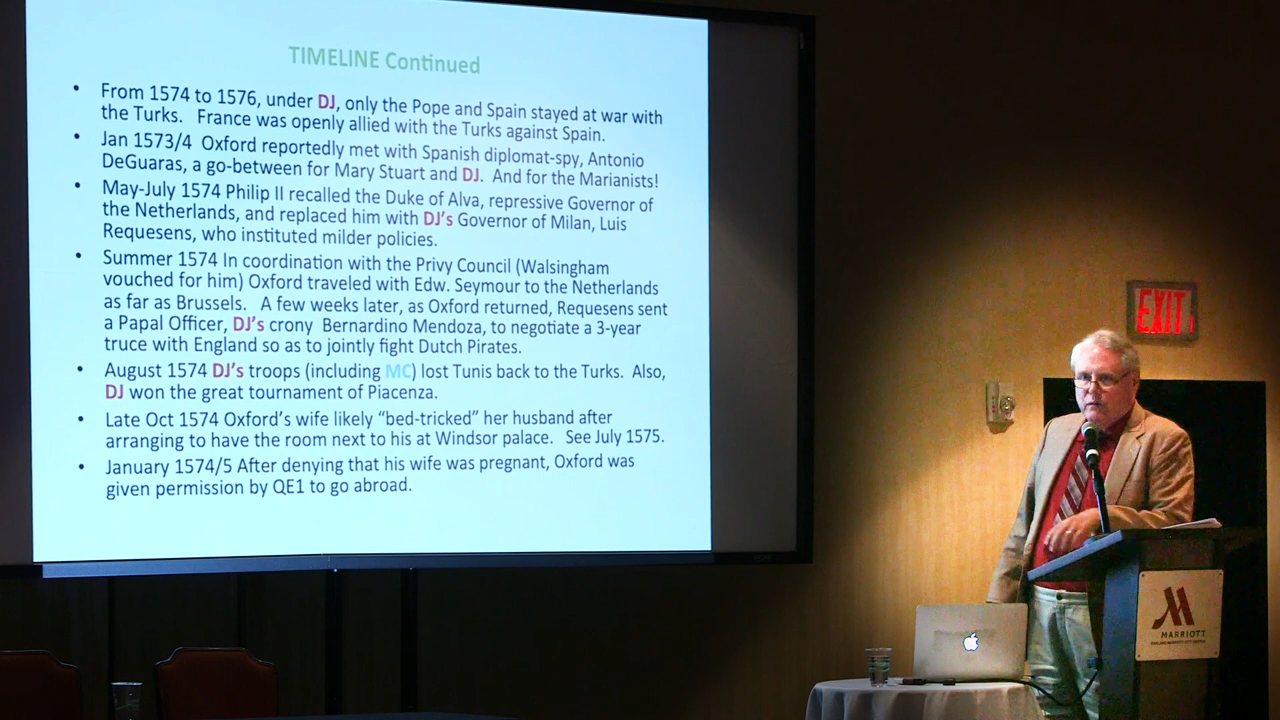 TIMELINE Continued
• From 1574 to 1576, under DJ, only the Pope and Spain stayed at war with
the Turks. France was openly allied with the Turks against Spain.
• Jan 1573/4 Oxford reportedly met with Spanish diplomat-spy, Antonio
DeGuaras, a go-between for Mary Stuart and DJ. And for the Marianists!
• May-July 1574 Philip II recalled the Duke of Alva, repressive Governor of
the Netherlands, and replaced him with DJ's Governor of Milan, Luis
Requesens, who instituted milder policies.
• Summer 1574 In coordination with the Privy Council (Walsingham
vouched for him) Oxford traveled with Edw. Seymour to the Netherlands
as far as Brussels. A few weeks later, as Oxford returned, Requesens sent
a Papal Officer, DJ's crony Bernardino Mendoza, to negotiate a 3-year
truce with England so as to jointly fight Dutch Pirates.
• August 1574 DJ's troops (including MC) lost Tunis back to the Turks. Also,
DJ won the great tournament of Piacenza.
• Late Oct 1574 Oxford's wife likely “bed-tricked” her husband after
arranging to have the room next to his at Windsor palace. See July 1575.
• January 1574/5 After denying that his wife was pregnant, Oxford was
given permission by QE1 to go abroad.
EXIT
MARRIOTT